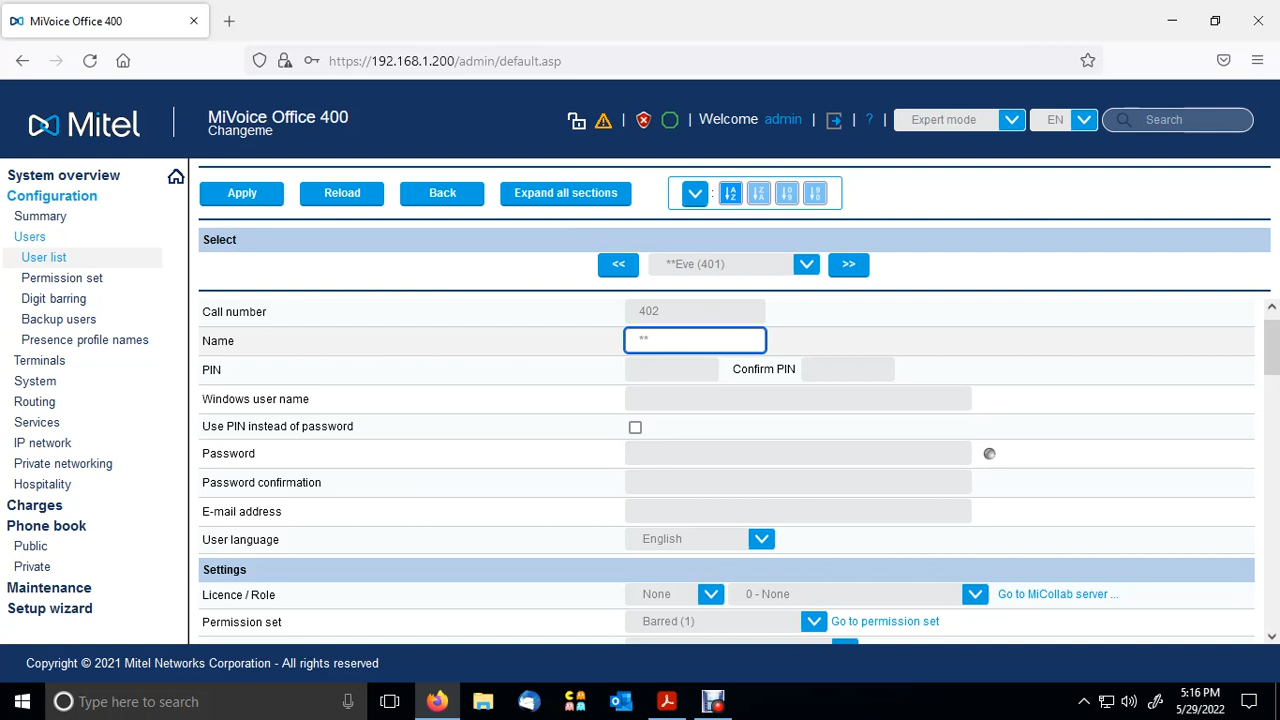 MiVoice Office 400
https://192.168.1.200/admin/default.asp
Mitel
MiVoice Office 400
Changeme
Welcome admin
?
Expert mode
EN
Search
System overview
Configuration
Summary
Users
User list
Permission set
Digit barring
Backup users
Presence profile names
Terminals
System
Routing
Services
IP network
Private networking
Hospitality
Charges
Phone book
Public
Private
Maintenance
Setup wizard
Apply
Reload
Back
Expand all sections
:
A Z
Z A
0 9
9 0
Select
<<
**Eve (401)
>>
Call number 402
Name **
PIN Confirm PIN
Windows user name
Use PIN instead of password
Password
Password confirmation
E-mail address
User language English
Settings
Licence / Role None 0 - None Go to MiCollab server ...
Permission set Barred (1) Go to permission set
Copyright © 2021 Mitel Networks Corporation - All rights reserved
Type here to search
5:16 PM
5/29/2022